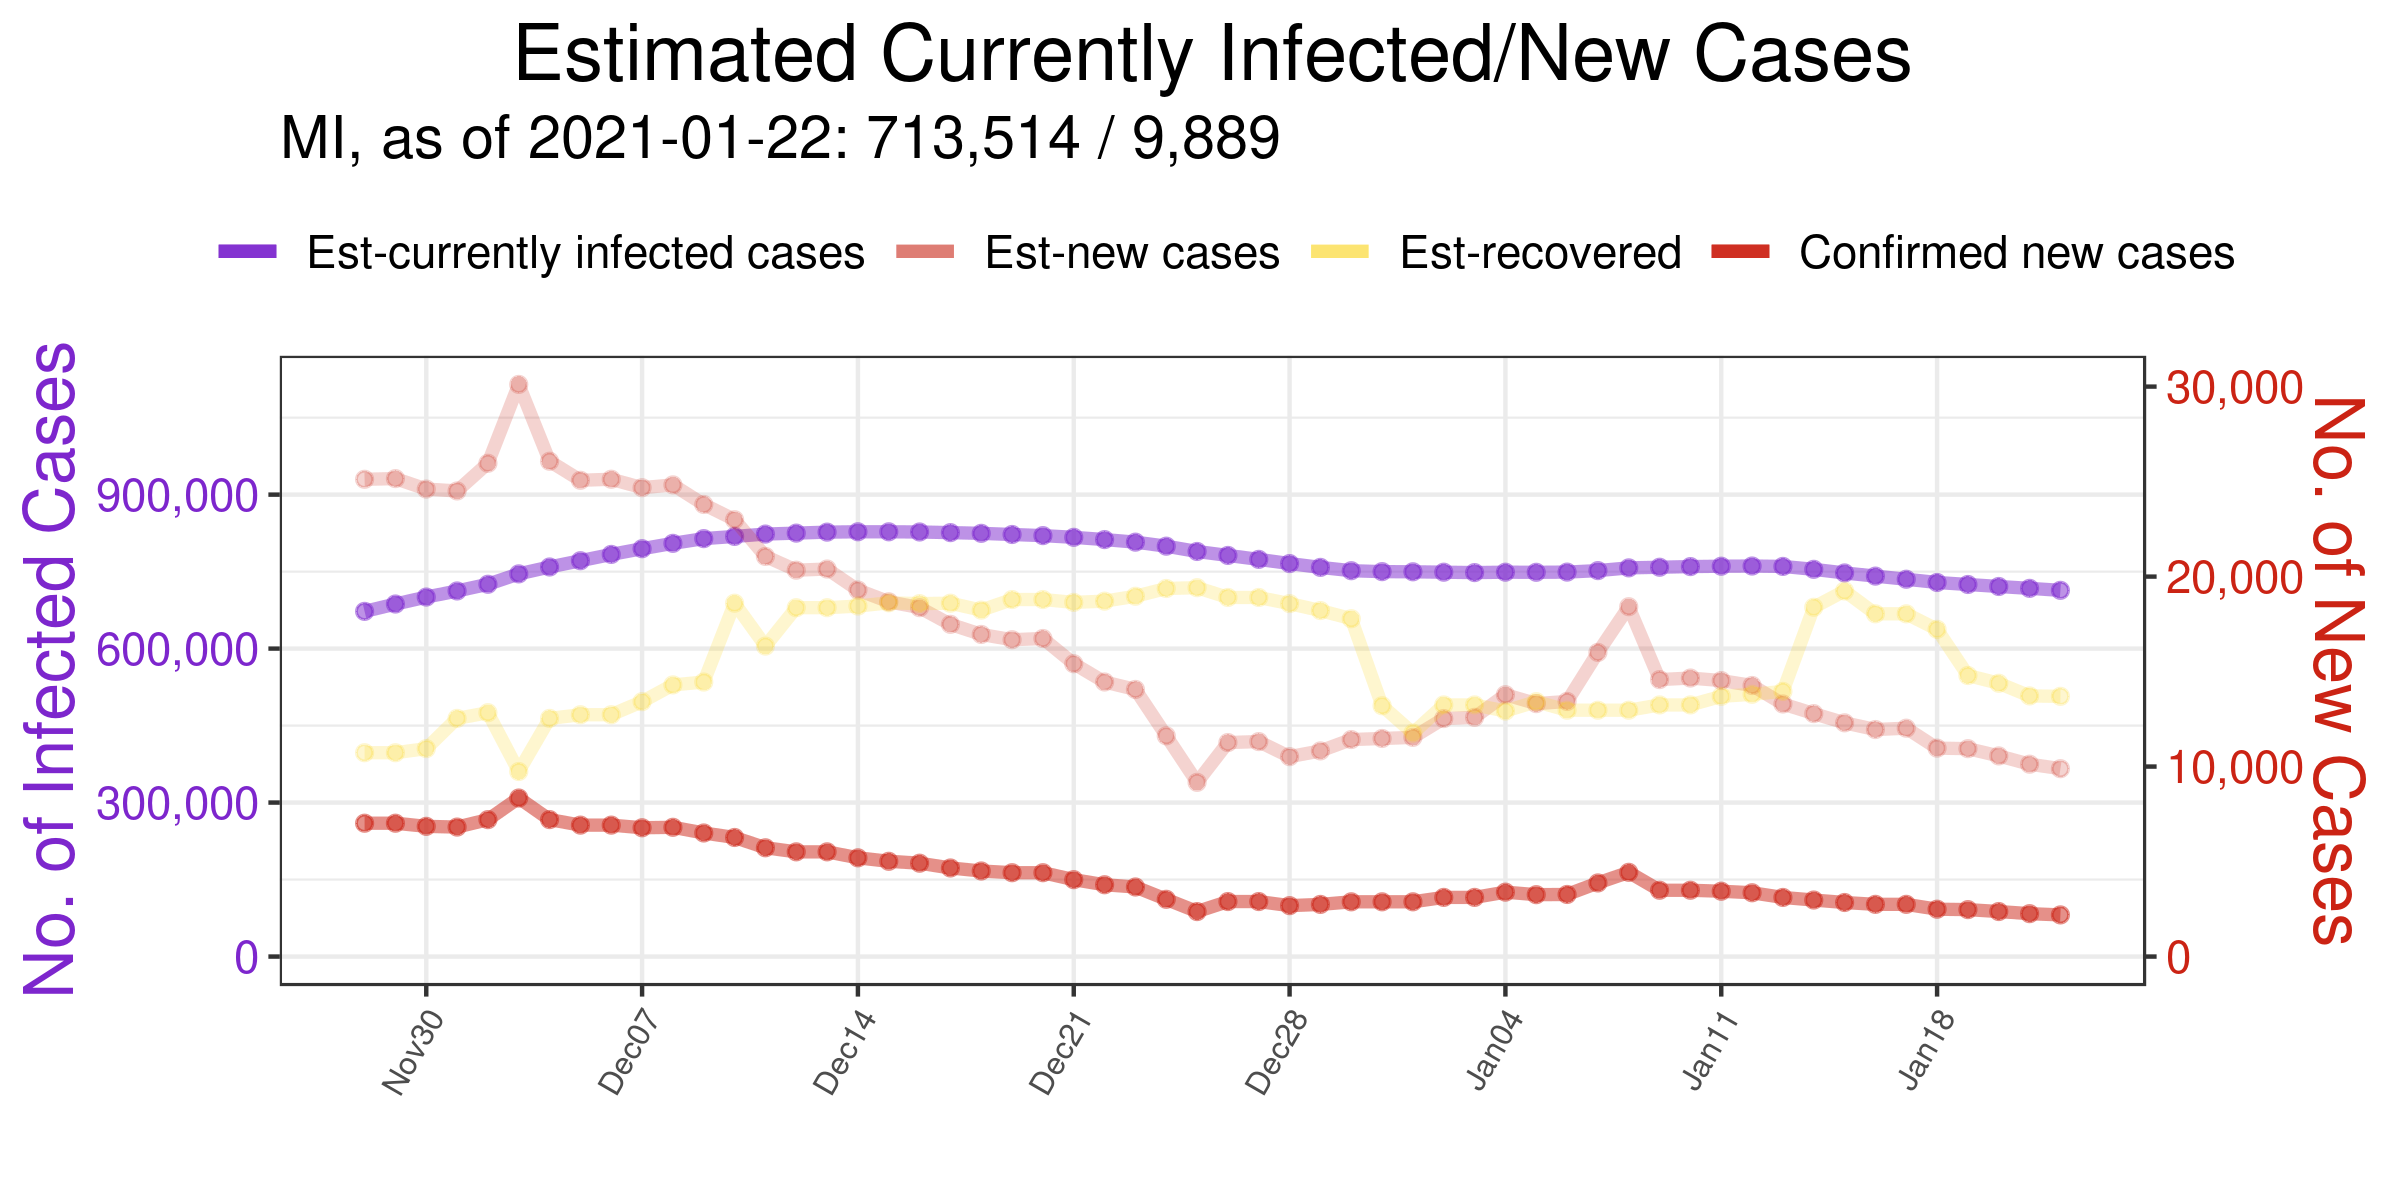 Estimated Currently Infected/New Cases
MI, as of 2021-01-22: 713,514 / 9,889
Est-currently infected cases Est-new cases Est-recovered Confirmed new cases
No. of Infected Cases
900,000
600,000
300,000
0
30,000
20,000
10,000
0
No. of New Cases
Nov30 Dec07 Dec14 Dec21 Dec28 Jan04 Jan11 Jan18